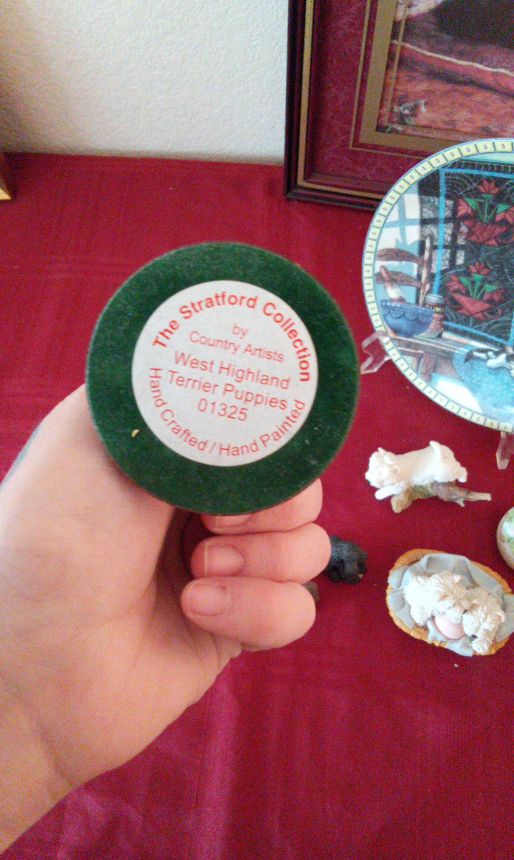 The Stratford Collection
by
Country Artists
West Highland
Terrier Puppies
01325
Hand Crafted / Hand Painted